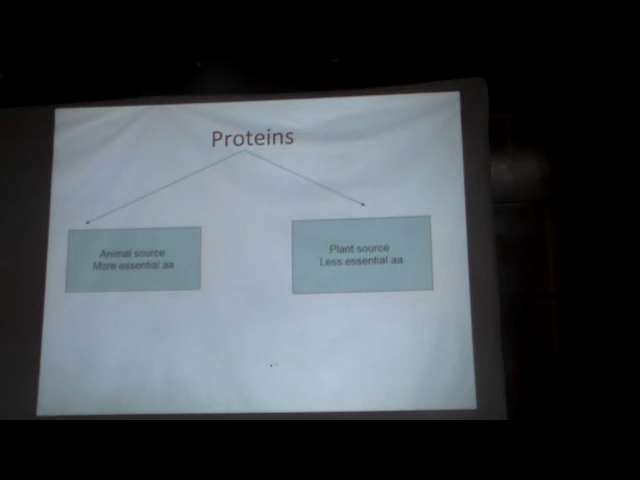 Proteins
Animal source
More essential aa
Plant source
Less essential aa